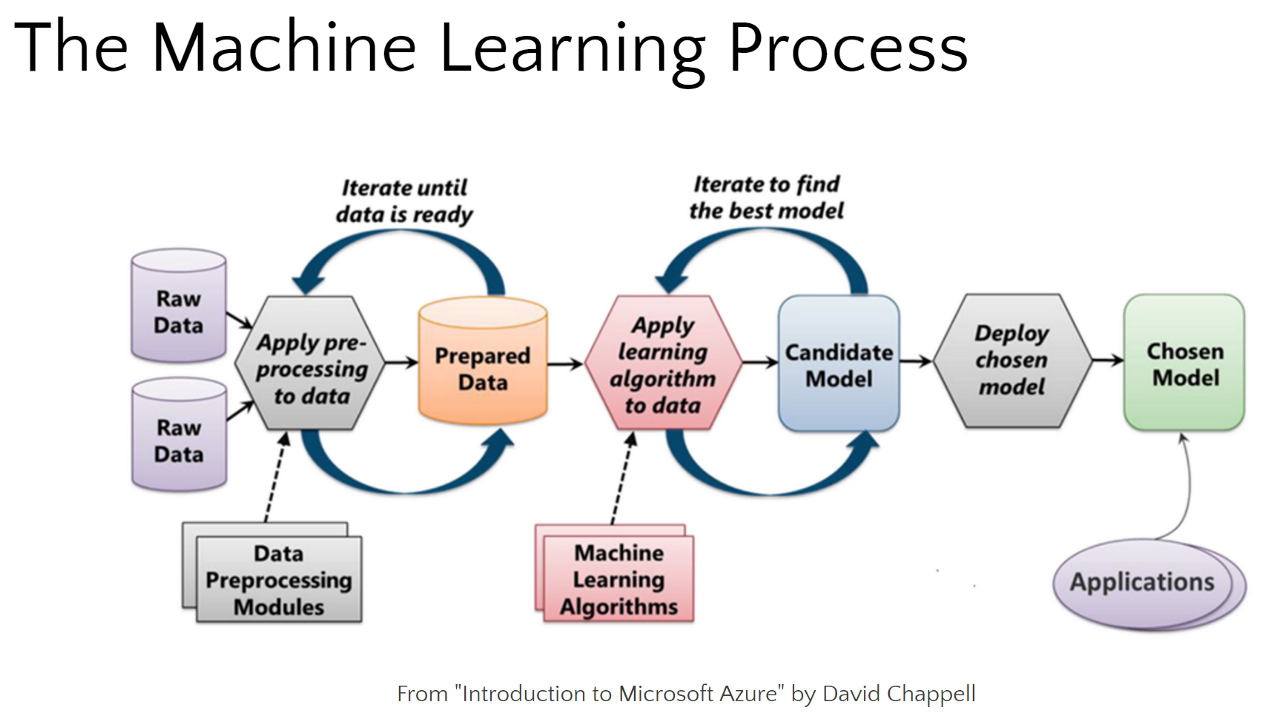 The Machine Learning Process
Iterate until
data is ready
Iterate to find
the best model
Raw
Data
Raw
Data
Apply pre-
processing
to data
Prepared
Data
Apply
learning
algorithm
to data
Candidate
Model
Deploy
chosen
model
Chosen
Model
Data
Preprocessing
Modules
Machine
Learning
Algorithms
Applications
From "Introduction to Microsoft Azure" by David Chappell